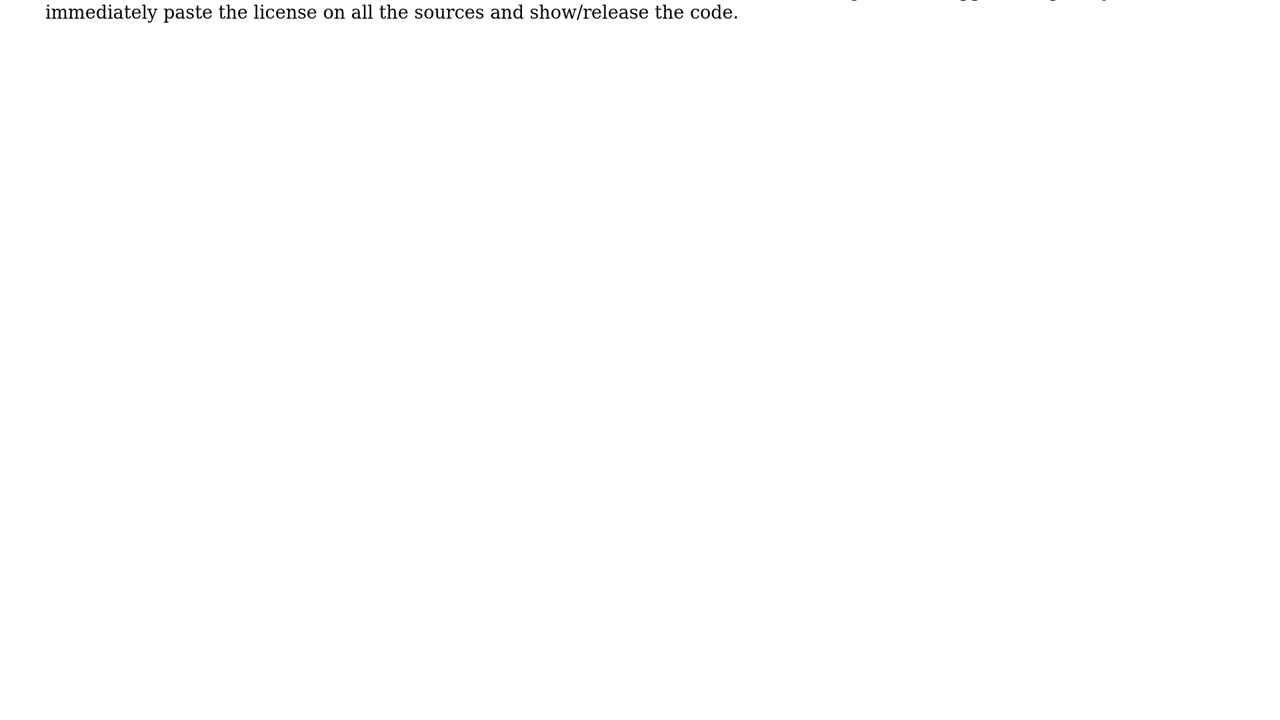 immediately paste the license on all the sources and show/release the code.